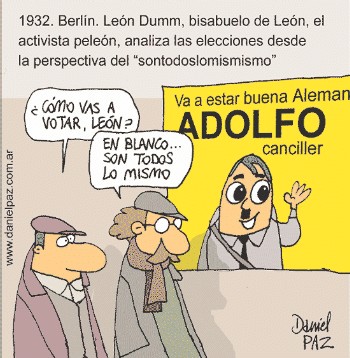 1932. Berlín. León Dumm, bisabuelo de León, el
activista peleón, analiza las elecciones desde
la perspectiva del “sontodoslomismismo”
¿CÓMO VAS A
VOTAR, LEÓN?
EN BLANCO...
SON TODOS
LO MISMO
Va a estar buena Aleman
ADOLFO
canciller
www.danielpaz.com.ar
DANIEL
PAZ